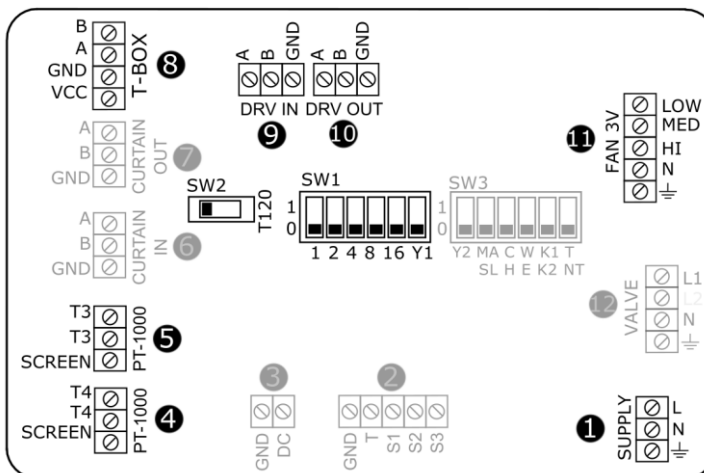 B
A
GND
VCC
T-BOX
8
A
B
GND
CURTAIN
OUT
7
A
B
GND
CURTAIN
IN
6
T3
T3
SCREEN
PT-1000
5
T4
T4
SCREEN
PT-1000
4
A B GND A B GND
DRV IN DRV OUT
9 10
SW2
T120
SW1
1
0
1 2 4 8 16 Y1
SW3
1
0
Y2 MA C W K1 T
SL H E K2 NT
3
GND DC
2
GND T S1 S2 S3
11
FAN 3V
LOW
MED
HI
N
12
VALVE
L1
L2
N
1
SUPPLY
L
N